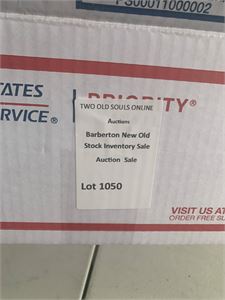 PS00011000002
TATES
SERVICE®
PRIORITY®
TWO OLD SOULS ONLINE
Auctions
Barberton New Old
Stock Inventory Sale
Auction Sale
Lot 1050
VISIT US AT
ORDER FREE SU